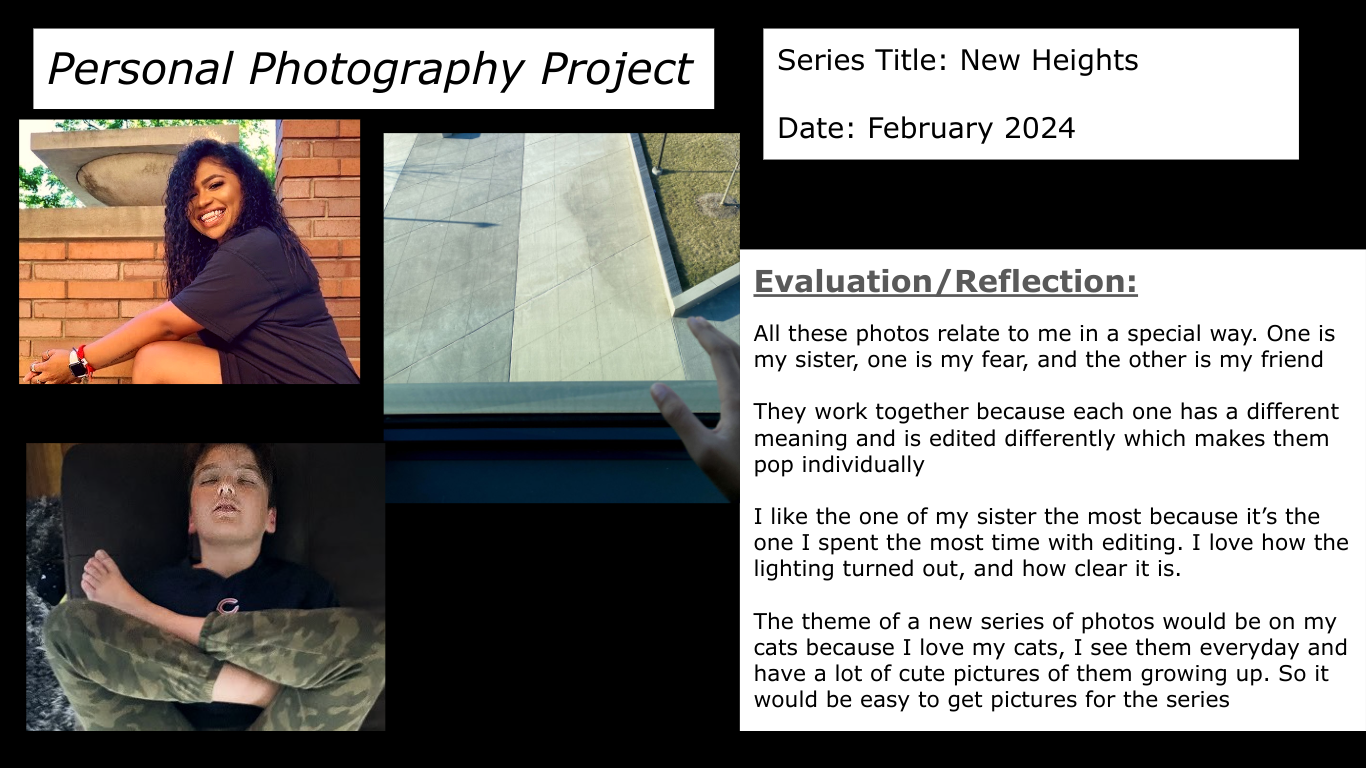 Personal Photography Project
Series Title: New Heights
Date: February 2024
Evaluation/Reflection:
All these photos relate to me in a special way. One is
my sister, one is my fear, and the other is my friend
They work together because each one has a different
meaning and is edited differently which makes them
pop individually
I like the one of my sister the most because it’s the
one I spent the most time with editing. I love how the
lighting turned out, and how clear it is.
The theme of a new series of photos would be on my
cats because I love my cats, I see them everyday and
have a lot of cute pictures of them growing up. So it
would be easy to get pictures for the series